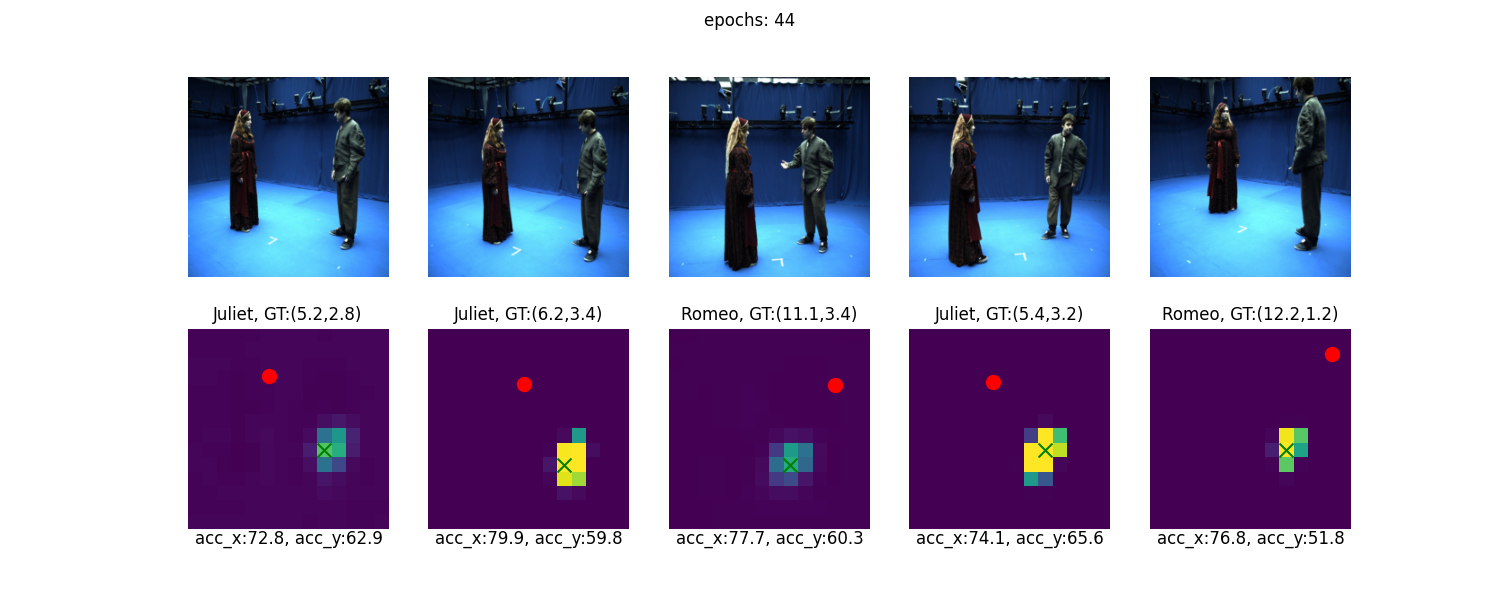 epochs: 44
Juliet, GT:(5.2,2.8)
Juliet, GT:(6.2,3.4)
Romeo, GT:(11.1,3.4)
Juliet, GT:(5.4,3.2)
Romeo, GT:(12.2,1.2)
acc_x:72.8, acc_y:62.9
acc_x:79.9, acc_y:59.8
acc_x:77.7, acc_y:60.3
acc_x:74.1, acc_y:65.6
acc_x:76.8, acc_y:51.8